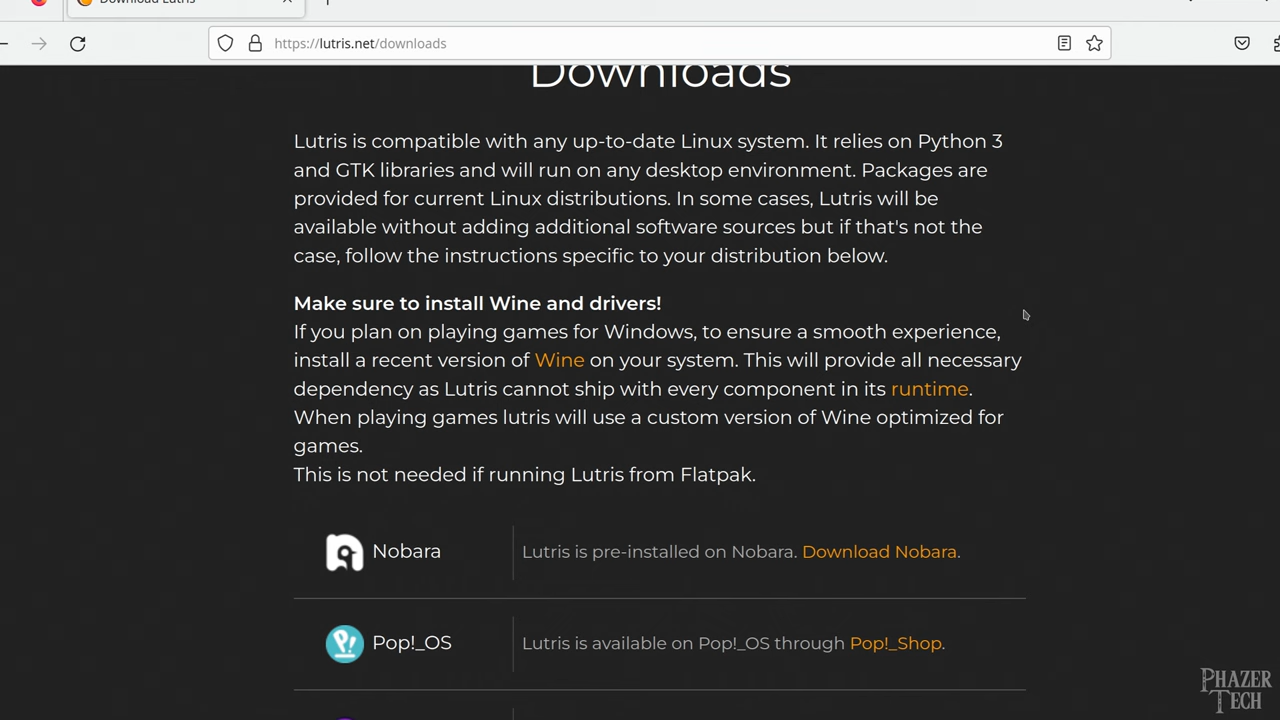 Download Lutris
https://lutris.net/downloads
Downloads
Lutris is compatible with any up-to-date Linux system. It relies on Python 3
and GTK libraries and will run on any desktop environment. Packages are
provided for current Linux distributions. In some cases, Lutris will be
available without adding additional software sources but if that's not the
case, follow the instructions specific to your distribution below.
Make sure to install Wine and drivers!
If you plan on playing games for Windows, to ensure a smooth experience,
install a recent version of Wine on your system. This will provide all necessary
dependency as Lutris cannot ship with every component in its runtime.
When playing games lutris will use a custom version of Wine optimized for
games.
This is not needed if running Lutris from Flatpak.
Nobara
Lutris is pre-installed on Nobara. Download Nobara.
Pop!_OS
Lutris is available on Pop!_OS through Pop!_Shop.
PHAZER
TECH